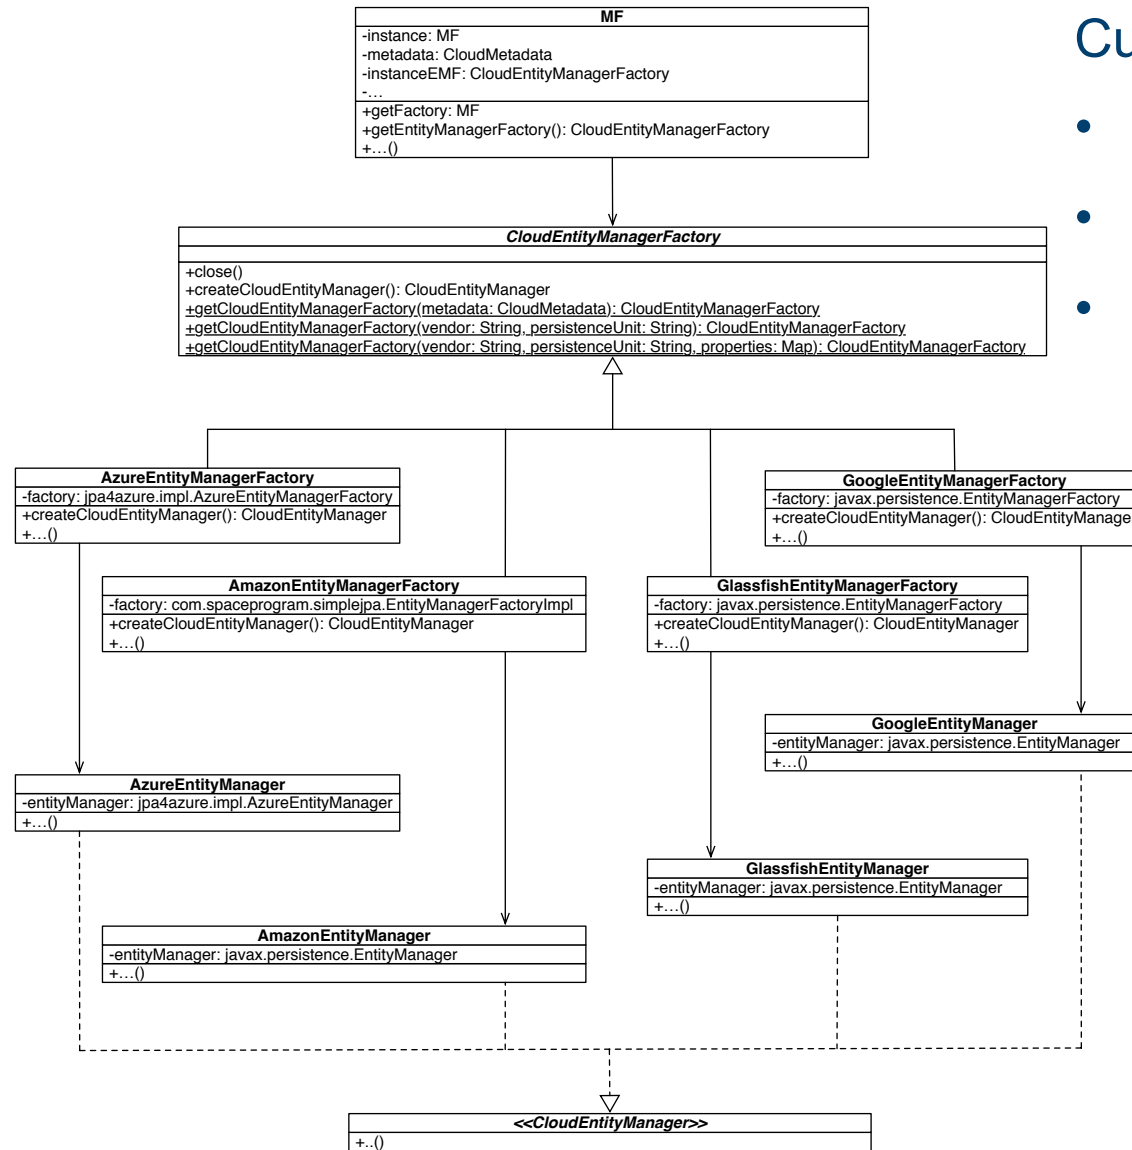 MF
-instance: MF
-metadata: CloudMetadata
-instanceEMF: CloudEntityManagerFactory
-...
+getFactory: MF
+getEntityManagerFactory(): CloudEntityManagerFactory
+...()
Cu
•
•
•
CloudEntityManagerFactory
+close()
+createCloudEntityManager(): CloudEntityManager
+getCloudEntityManagerFactory(metadata: CloudMetadata): CloudEntityManagerFactory
+getCloudEntityManagerFactory(vendor: String, persistenceUnit: String): CloudEntityManagerFactory
+getCloudEntityManagerFactory(vendor: String, persistenceUnit: String, properties: Map): CloudEntityManagerFactory
AzureEntityManagerFactory
-factory: jpa4azure.impl.AzureEntityManagerFactory
+createCloudEntityManager(): CloudEntityManager
+...()
GoogleEntityManagerFactory
-factory: javax.persistence.EntityManagerFactory
+createCloudEntityManager(): CloudEntityManage
+...()
AmazonEntityManagerFactory
-factory: com.spaceprogram.simplejpa.EntityManagerFactoryImpl
+createCloudEntityManager(): CloudEntityManager
+...()
GlassfishEntityManagerFactory
-factory: javax.persistence.EntityManagerFactory
+createCloudEntityManager(): CloudEntityManager
+...()
GoogleEntityManager
-entityManager: javax.persistence.EntityManager
+...()
AzureEntityManager
-entityManager: jpa4azure.impl.AzureEntityManager
+...()
GlassfishEntityManager
-entityManager: javax.persistence.EntityManager
+...()
AmazonEntityManager
-entityManager: javax.persistence.EntityManager
+...()
<<CloudEntityManager>>
+..()